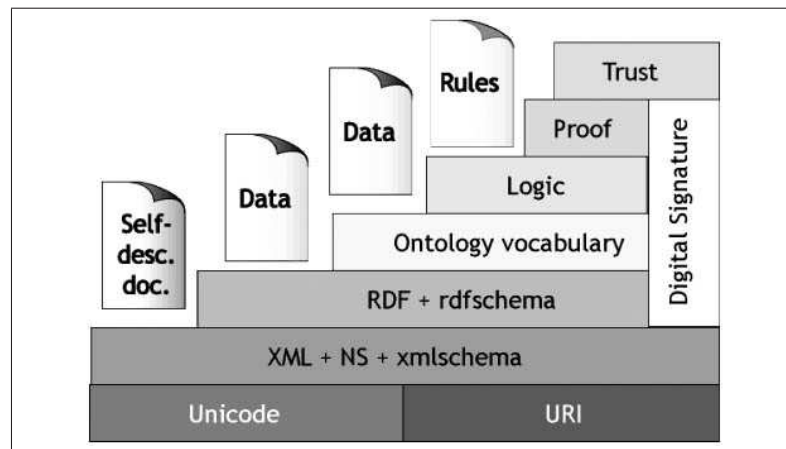 Rules
Trust
Data
Proof
Data
Logic
Self-
desc.
doc.
Ontology vocabulary
Digital Signature
RDF + rdfschema
XML + NS + xmlschema
Unicode
URI